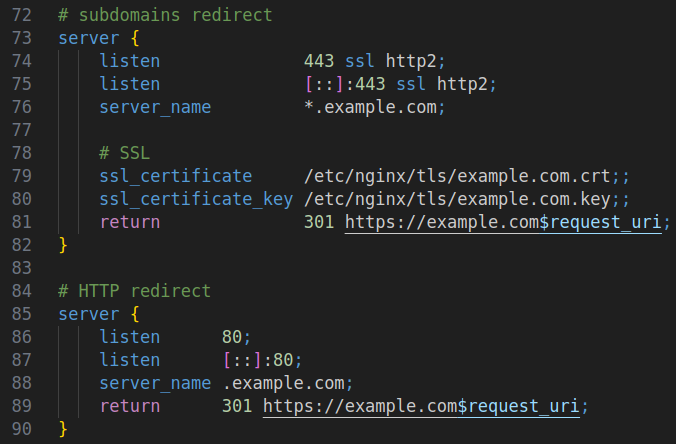 72 # subdomains redirect
73 server {
74     listen              443 ssl http2;
75     listen              [::]:443 ssl http2;
76     server_name         *.example.com;
77
78     # SSL
79     ssl_certificate     /etc/nginx/tls/example.com.crt;;
80     ssl_certificate_key /etc/nginx/tls/example.com.key;;
81     return              301 https://example.com$request_uri;
82 }
83
84 # HTTP redirect
85 server {
86     listen      80;
87     listen      [::]:80;
88     server_name .example.com;
89     return      301 https://example.com$request_uri;
90 }